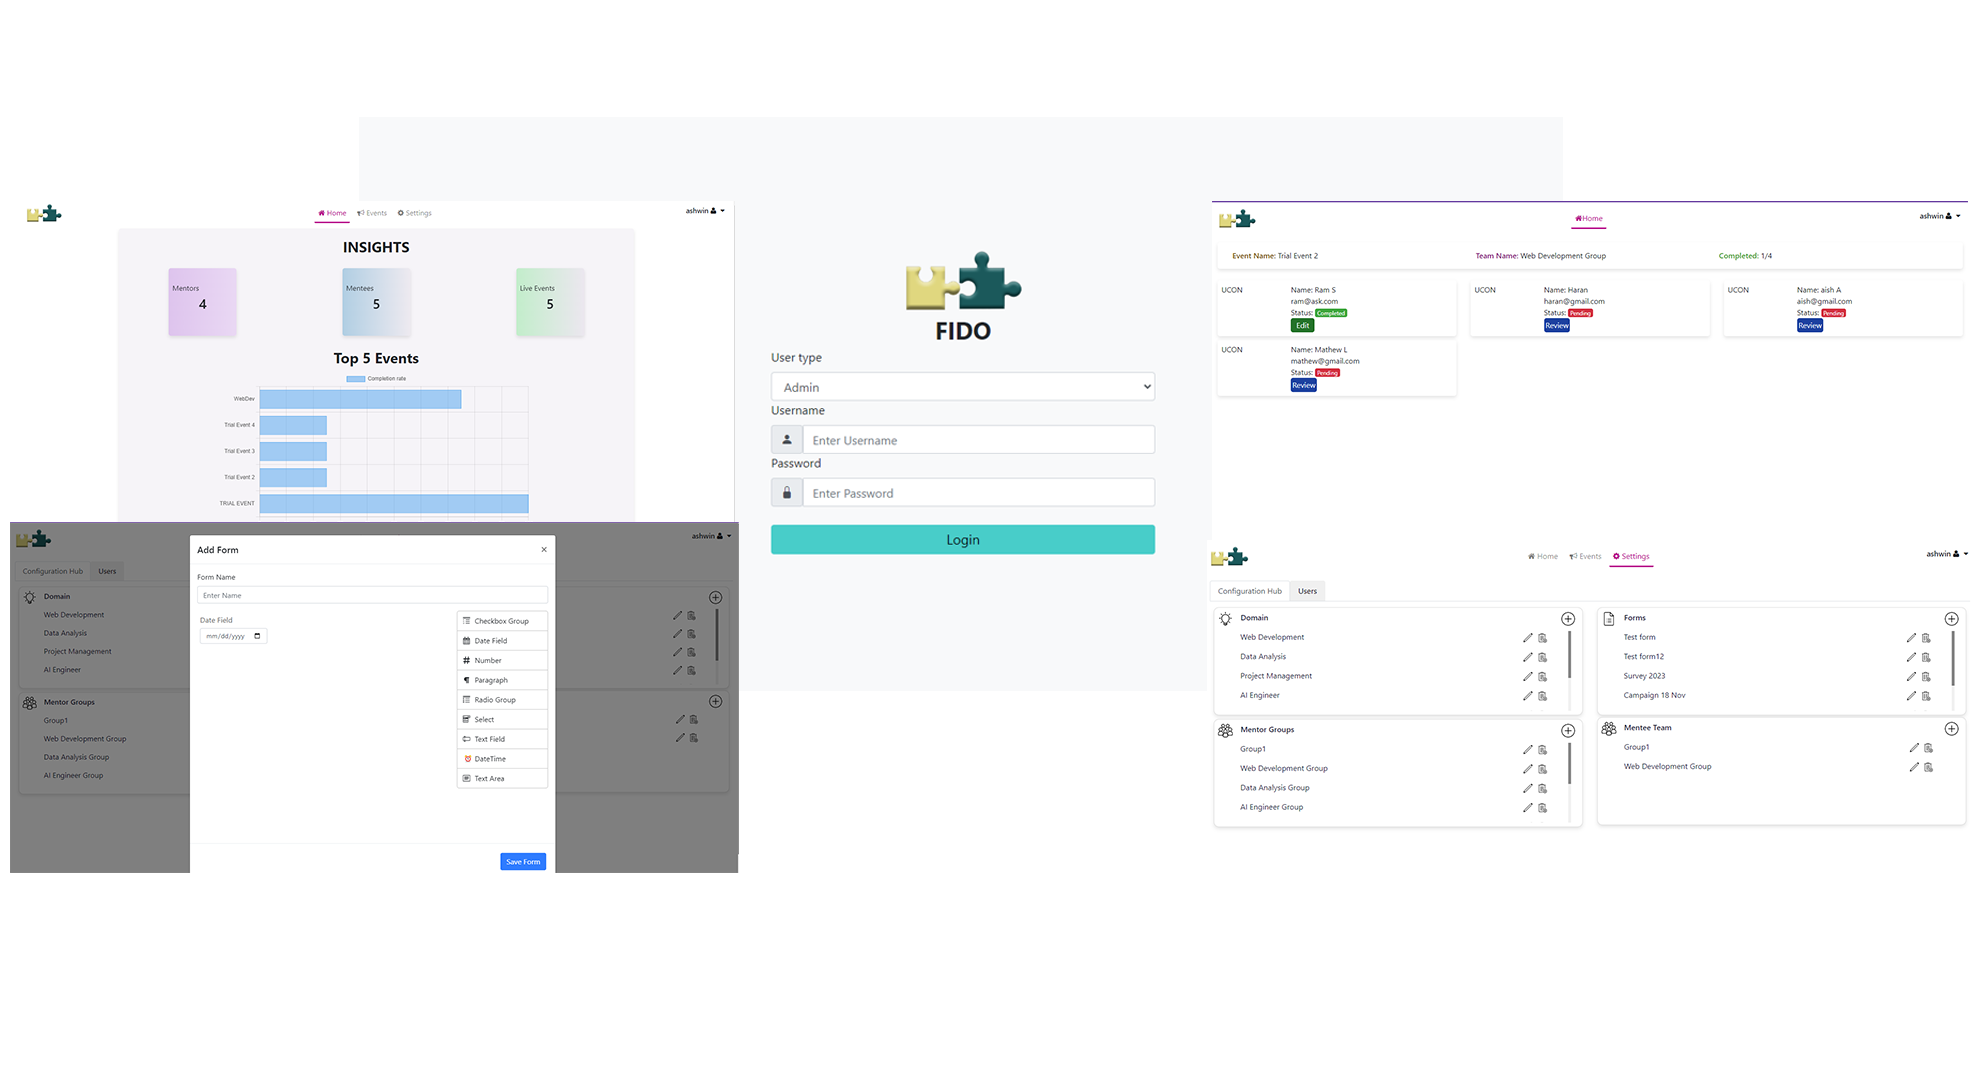 Home Events Settings
ashwin
INSIGHTS
Mentors
4
Mentees
5
Live Events
5
Top 5 Events
Completion rate
WebDev
Trial Event 4
Trial Event 3
Trial Event 2
TRIAL EVENT
FIDO
User type
Admin
Username
Enter Username
Password
Enter Password
Login
Home
ashwin
Event Name: Trial Event 2
Team Name: Web Development Group
Completed: 1/4
UCON
Name: Ram S
ram@ask.com
Status: Completed
Edit
UCON
Name: Haran
haran@gmail.com
Status: Pending
Review
UCON
Name: aish A
aish@gmail.com
Status: Pending
Review
UCON
Name: Mathew L
mathew@gmail.com
Status: Pending
Review
ashwin
Configuration Hub Users
Domain
Web Development
Data Analysis
Project Management
AI Engineer
Mentor Groups
Group1
Web Development Group
Data Analysis Group
AI Engineer Group
Add Form
×
Form Name
Enter Name
Date Field
mm/dd/yyyy
Checkbox Group
Date Field
Number
Paragraph
Radio Group
Select
Text Field
DateTime
Text Area
Save Form
Home Events Settings
ashwin
Configuration Hub Users
Domain
Web Development
Data Analysis
Project Management
AI Engineer
Forms
Test form
Test form12
Survey 2023
Campaign 18 Nov
Mentor Groups
Group1
Web Development Group
Data Analysis Group
AI Engineer Group
Mentee Team
Group1
Web Development Group